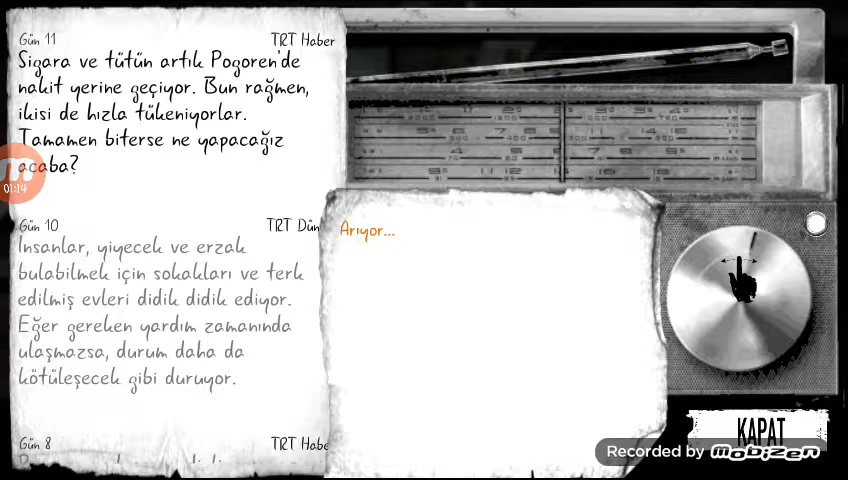 Gün 11 TRT Haber
Sigara ve tütün artık Pogoren'de
nakit yerine geçiyor. Bun rağmen,
ikisi de hızla tükeniyorlar.
Tamamen biterse ne yapacağız
acaba?
01:14
Gün 10 TRT Dün
İnsanlar, yiyecek ve erzak
bulabilmek için sokakları ve terk
edilmiş evleri didik didik ediyor.
Eğer gereken yardım zamanında
ulaşmazsa, durum daha da
kötüleşecek gibi duruyor.
Gün 8 TRT Habe
Arıyor...
KAPAT
Recorded by mobizen